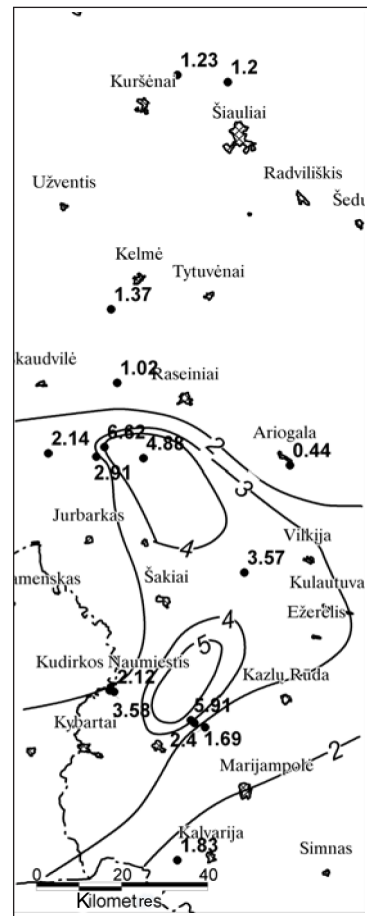 1.23
1.2
Kuršėnai
Šiauliai
Radviliškis
Užventis
Šedu
Kelmė
Tytuvėnai
1.37
skaudvilė
1.02
Raseiniai
2
6.62
2.14
4.88
Ariogala
0.44
2.91
3
Jurbarkas
4
Vilkija
3.57
amenskas
Šakiai
Kulautuva
Ežerėlis
4
5
Kudirkos Naumiestis
2.12
Kazlų Rūda
3.58
5.91
Kybartai
2.4
1.69
2
Marijampolė
Kalvarija
1.83
Simnas
0 20 40
Kilometres